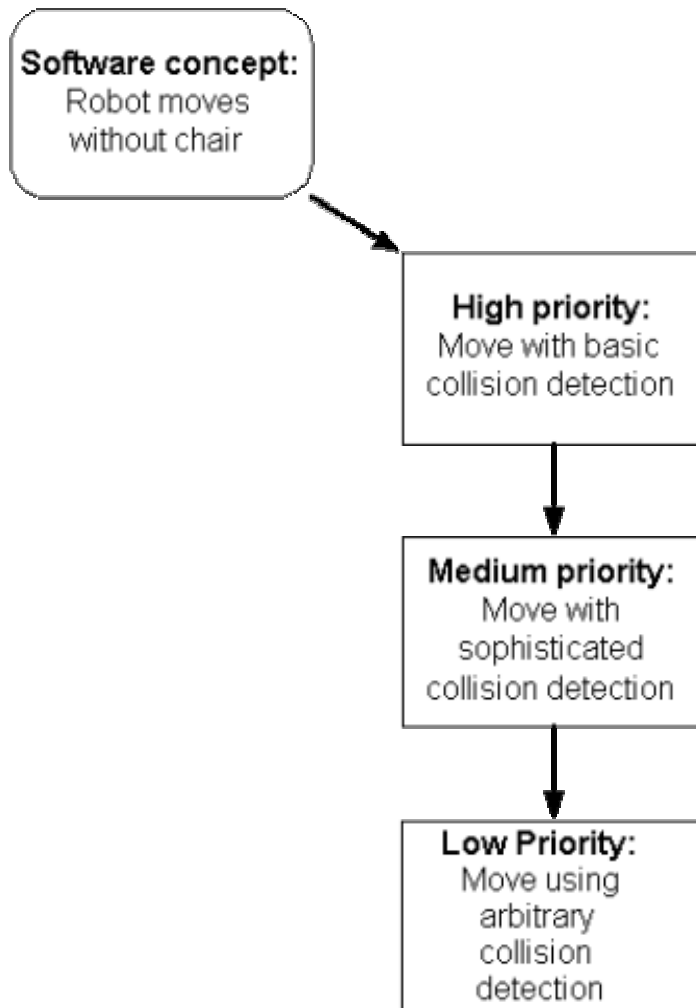 Software concept:
Robot moves
without chair
High priority:
Move with basic
collision detection
Medium priority:
Move with
sophisticated
collision detection
Low Priority:
Move using
arbitrary
collision
detection